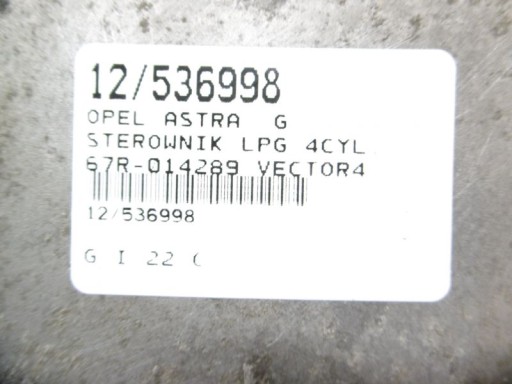 12/536998
OPEL ASTRA G
STEROWNIK LPG 4CYL
67R-014289 VECTOR4
12/536998
G I 22